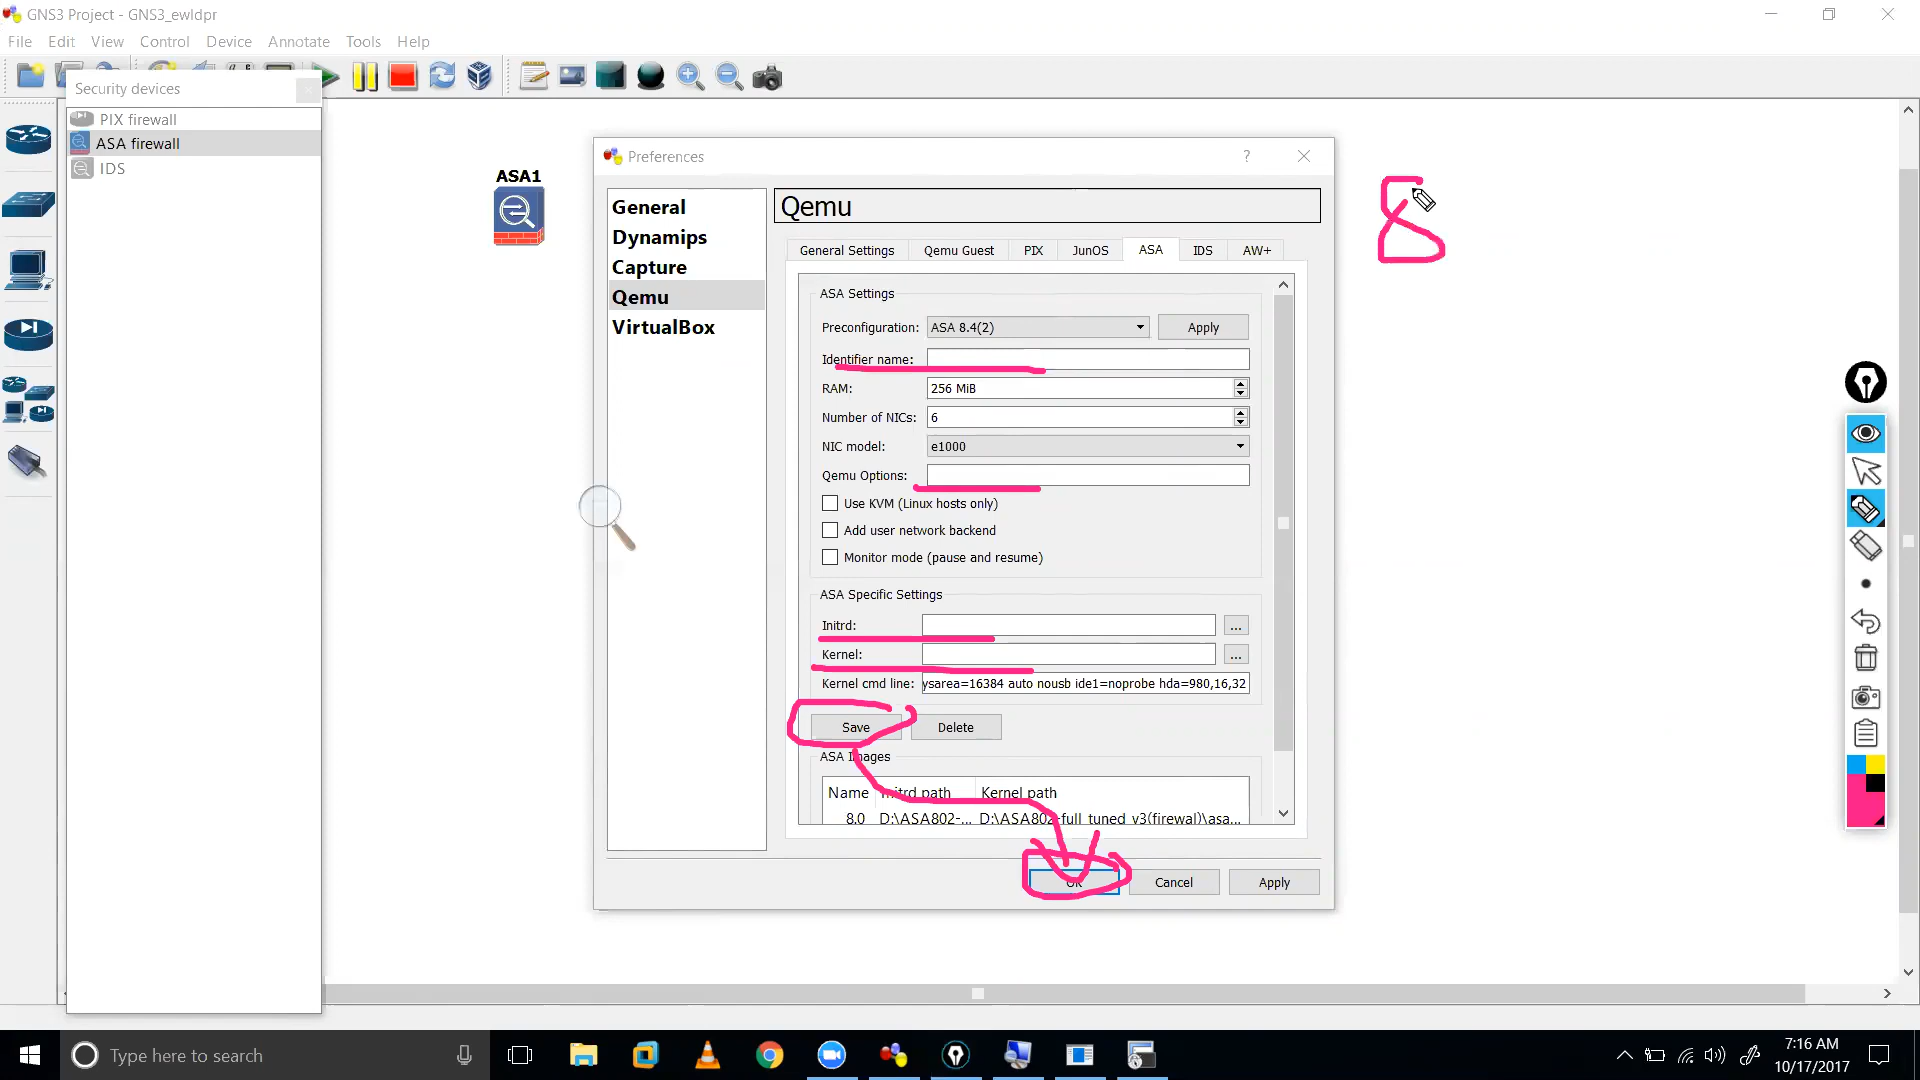 GNS3 Project - GNS3_ewldpr
File Edit View Control Device Annotate Tools Help
Security devices
PIX firewall
ASA firewall
IDS
ASA1
Preferences
?
General
Dynamips
Capture
Qemu
VirtualBox
Qemu
General Settings Qemu Guest PIX JunOS ASA IDS AW+
ASA Settings
Preconfiguration: ASA 8.4(2) Apply
Identifier name:
RAM: 256 MiB
Number of NICs: 6
NIC model: e1000
Qemu Options:
Use KVM (Linux hosts only)
Add user network backend
Monitor mode (pause and resume)
ASA Specific Settings
Initrd: ...
Kernel: ...
Kernel cmd line: ysarea=16384 auto nousb ide1=noprobe hda=980,16,32
Save Delete
ASA Images
Name Initrd path Kernel path
8.0 D:\ASA802-... D:\ASA802-full_tuned_v3(firewal)\asa...
OK Cancel Apply
8
Type here to search
7:16 AM
10/17/2017